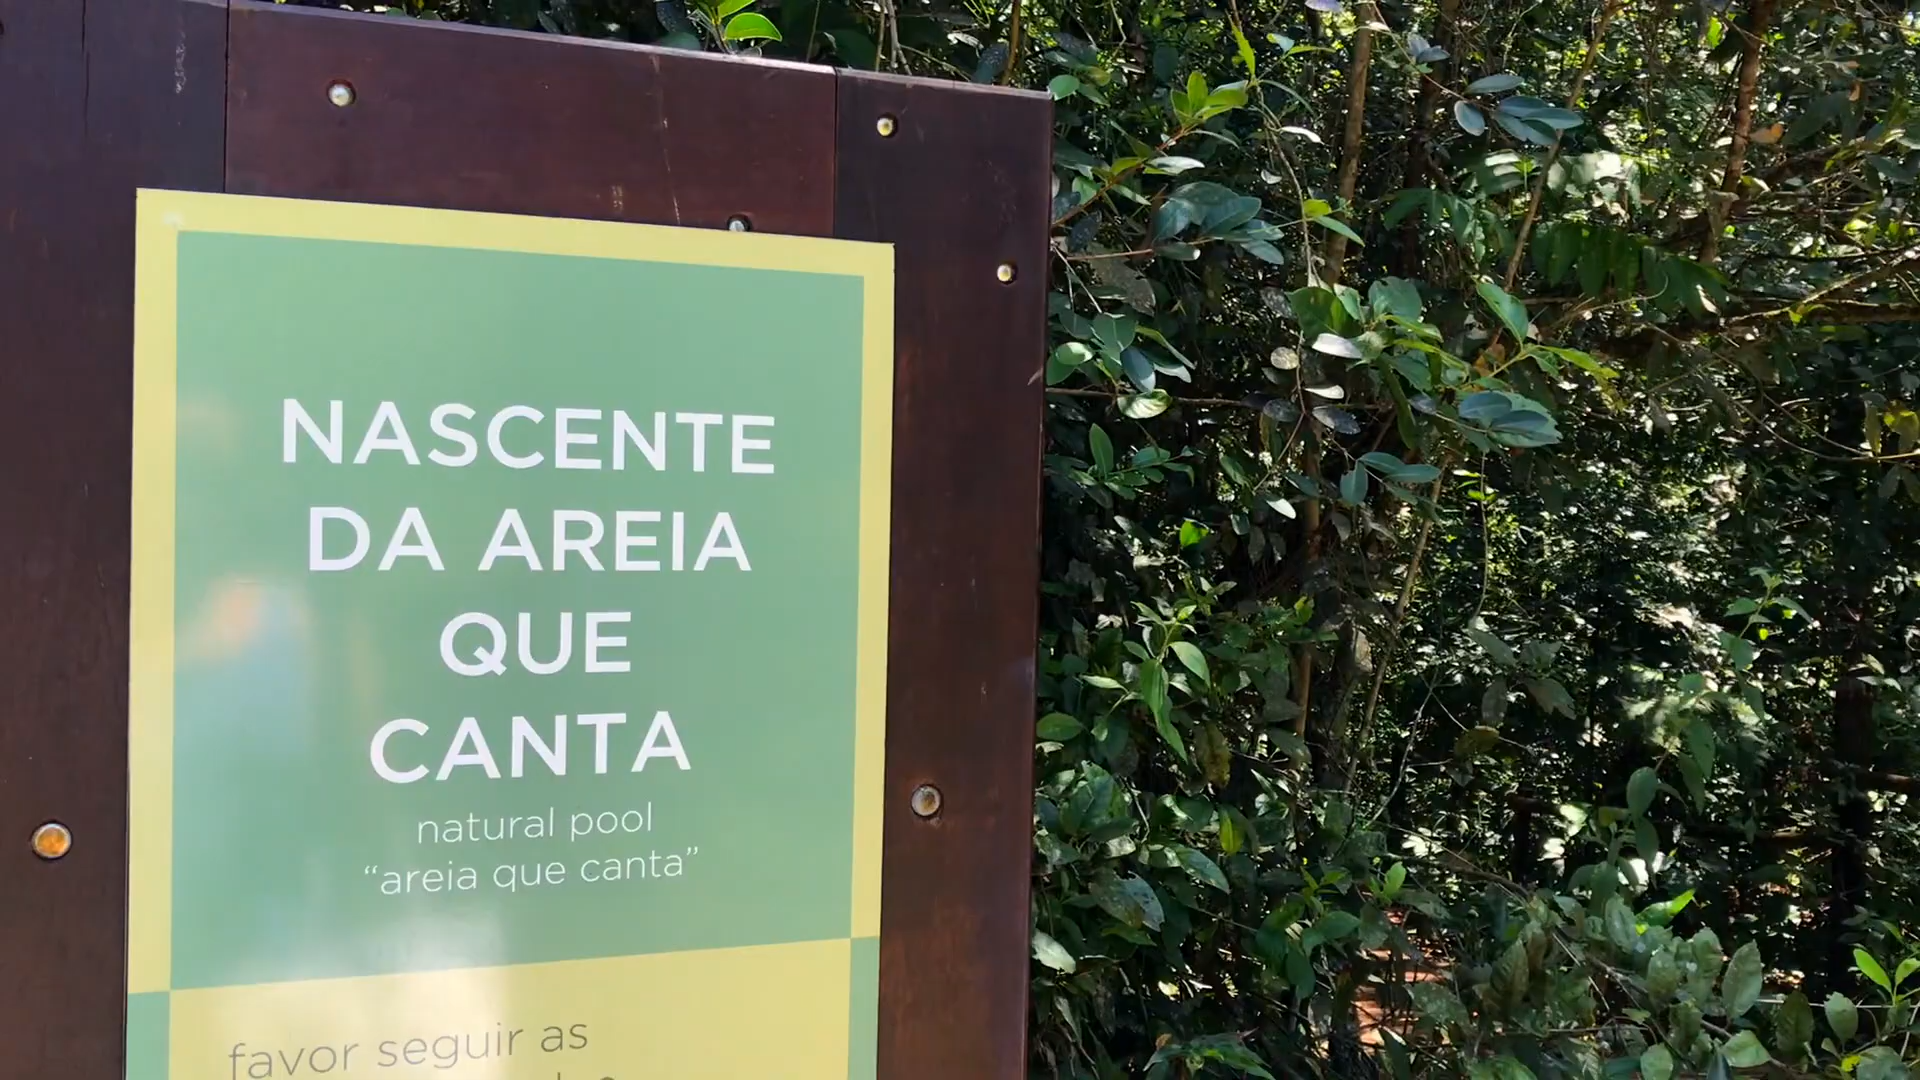 NASCENTE
DA AREIA
QUE
CANTA
natural pool
“areia que canta”
favor seguir as